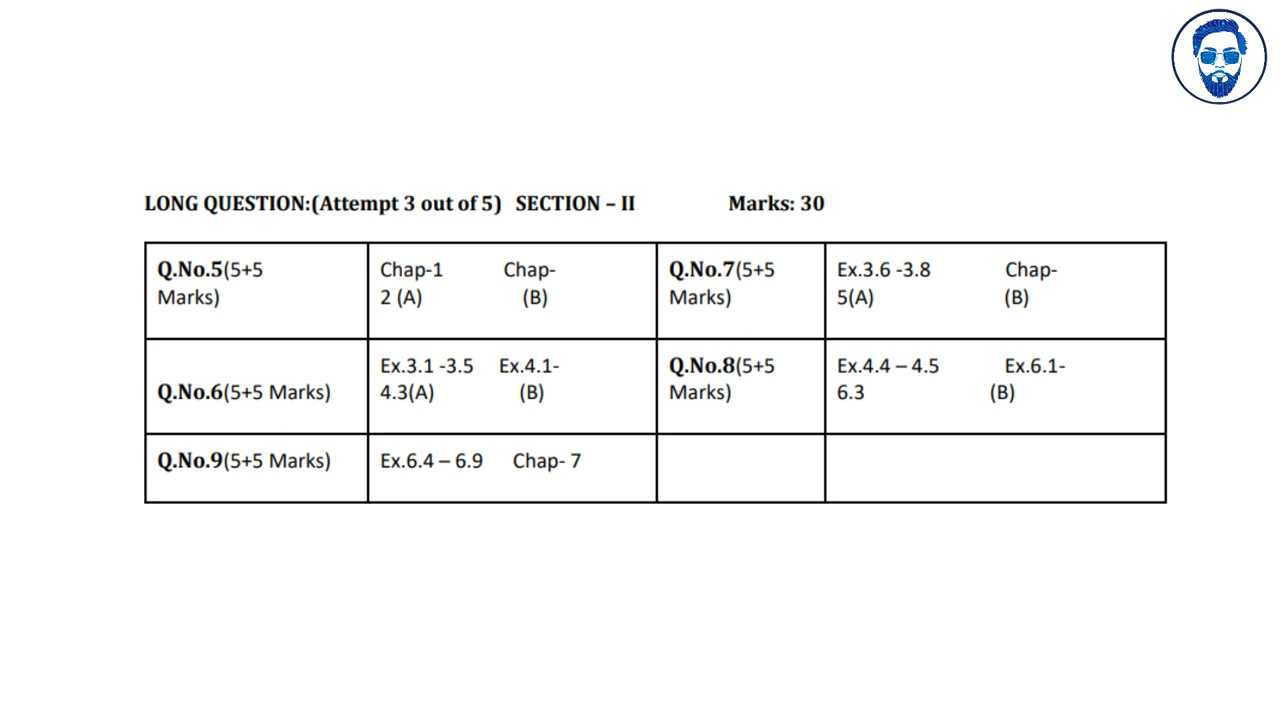 LONG QUESTION:(Attempt 3 out of 5) SECTION – II Marks: 30
Q.No.5(5+5 Marks)
Chap-1 Chap-
2 (A) (B)
Q.No.7(5+5
Marks)
Ex.3.6 -3.8 Chap-
5(A) (B)
Q.No.6(5+5 Marks)
Ex.3.1 -3.5 Ex.4.1-
4.3(A) (B)
Q.No.8(5+5
Marks)
Ex.4.4 – 4.5 Ex.6.1-
6.3 (B)
Q.No.9(5+5 Marks)
Ex.6.4 – 6.9 Chap- 7